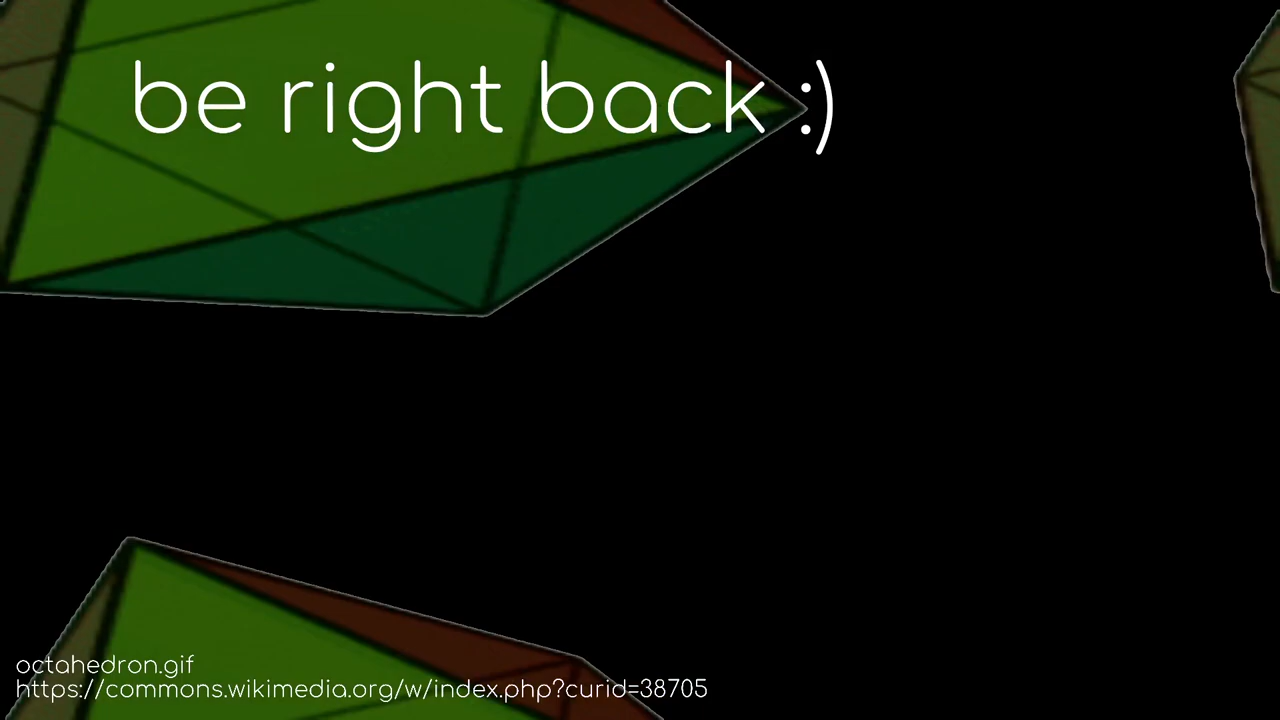 be right back :)
octahedron.gif
https://commons.wikimedia.org/w/index.php?curid=38705